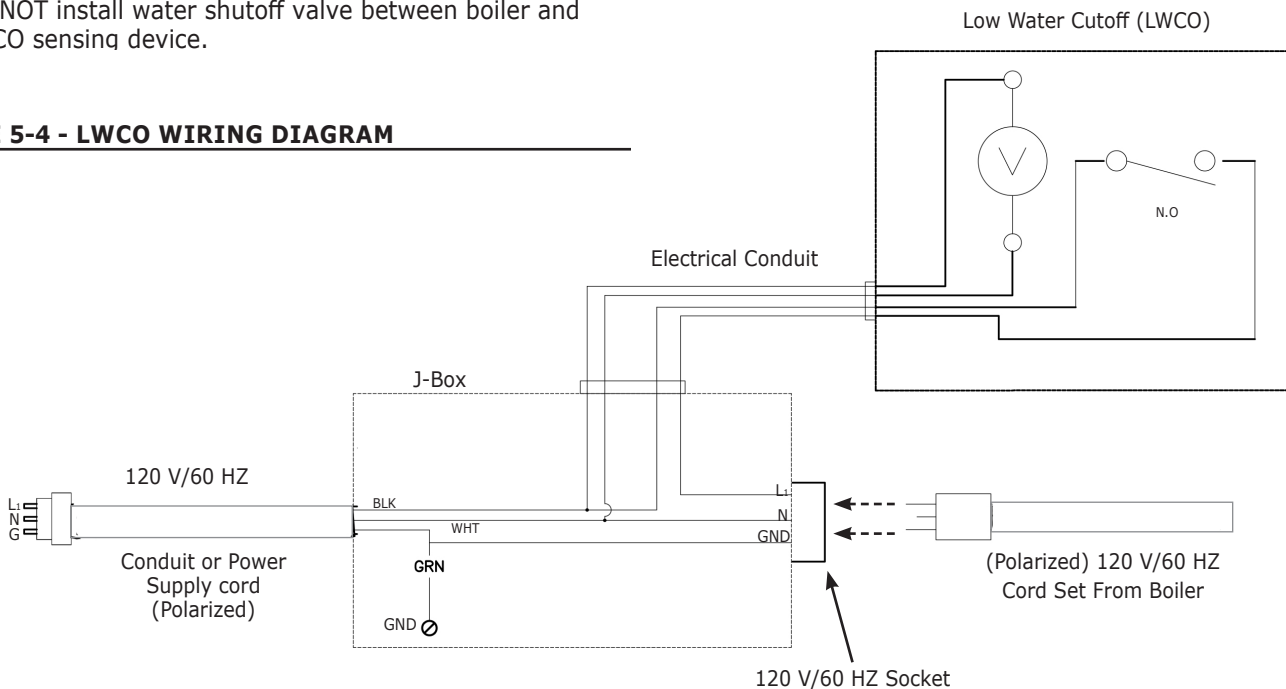 NOT install water shutoff valve between boiler and
CO sensing device.
5-4 - LWCO WIRING DIAGRAM
Low Water Cutoff (LWCO)
V
N.O
Electrical Conduit
J-Box
120 V/60 HZ
L1
N
G
BLK
WHT
GRN
GND
L1
N
GND
Conduit or Power
Supply cord
(Polarized)
(Polarized) 120 V/60 HZ
Cord Set From Boiler
120 V/60 HZ Socket